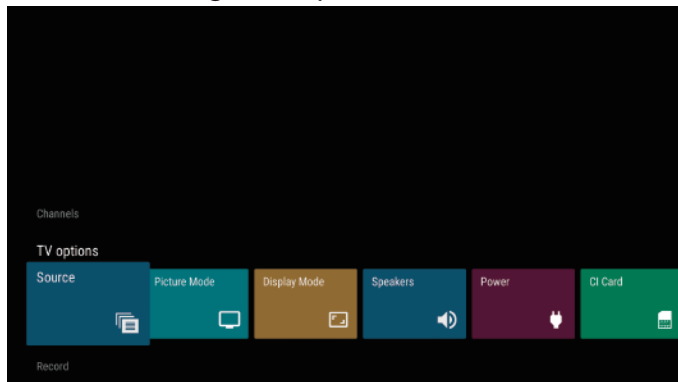 Channels
TV options
Source
Picture Mode
Display Mode
Speakers
Power
CI Card
Record